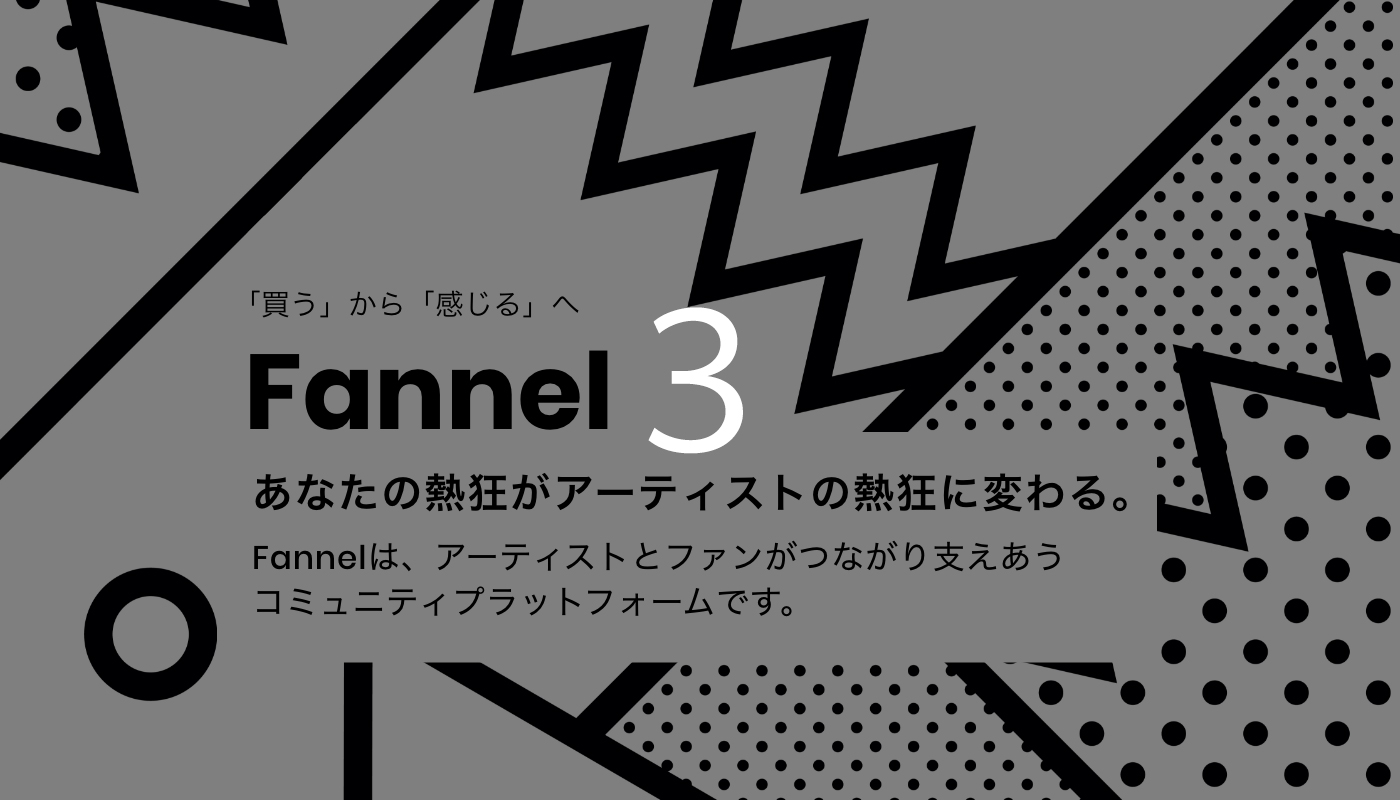 「買う」から「感じる」へ
Fannel 3
あなたの熱狂がアーティストの熱狂に変わる。
Fannelは、アーティストとファンがつながり支えあう
コミュニティプラットフォームです。